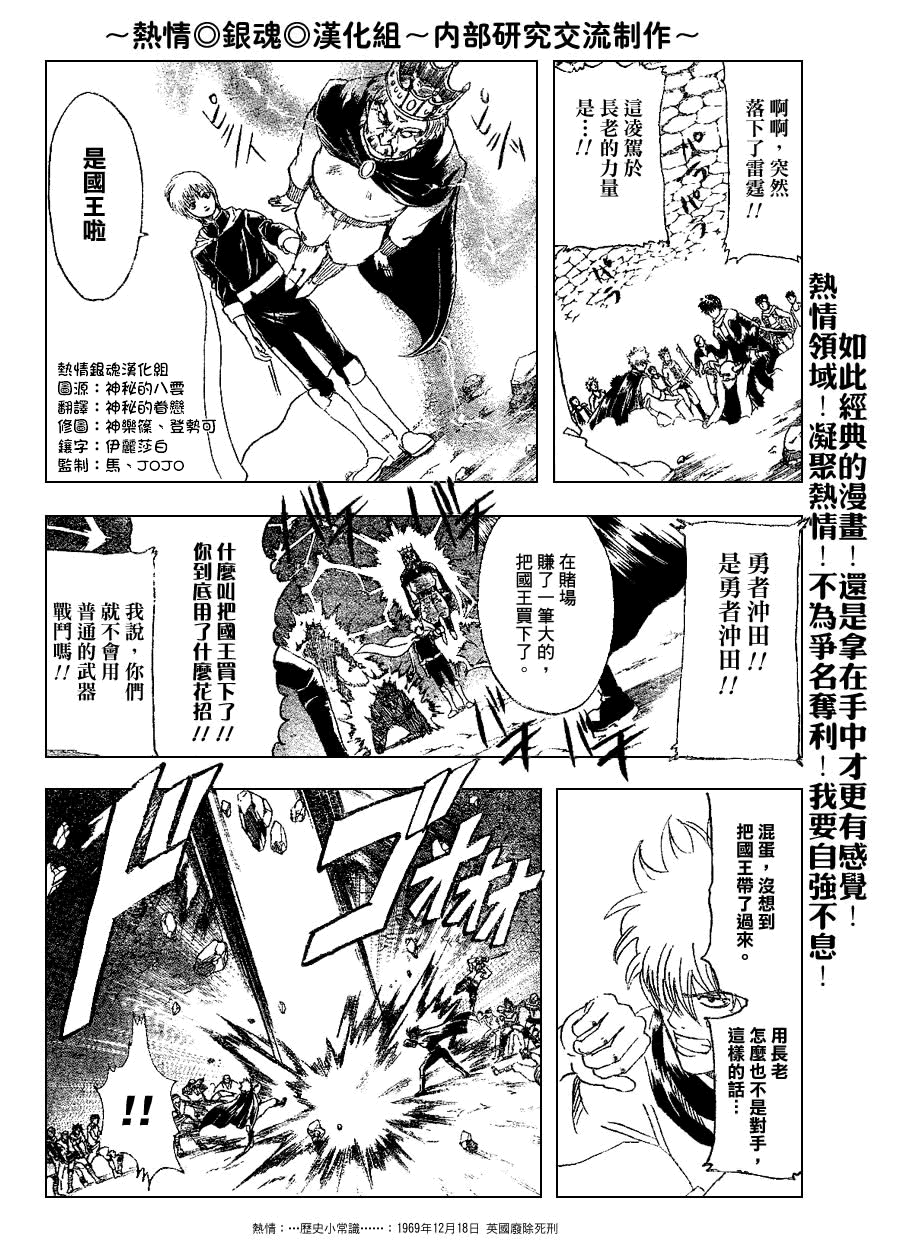 ～熱情◎銀魂◎漢化組～内部研究交流制作～
啊啊，突然
落下了雷霆!!
這凌駕於
長老的力量
是…!!
パラ
パラ
是國王啦
熱情銀魂漢化組
圖源：神秘的八雲
翻譯：神秘的眷戀
修圖：神樂篠、登勢可
鑲字：伊麗莎白
監制：馬、JOJO
如此經典的漫畫！還是拿在手中才更有感覺！
熱情領域！凝聚熱情！不為爭名奪利！我要自強不息！
勇者沖田!!
是勇者沖田!!
在賭場
賺了一筆大的，
把國王買下了。
什麼叫把國王買下了!!
你到底用了什麼花招!!
我說，你們
就不會用
普通的武器
戰鬥嗎!!
混蛋，沒想到
把國王帶了過來。
用長老
怎麼也不是對手，
這樣的話…
ドゴオオオ
!!
熱情：…歷史小常識……：1969年12月18日 英國廢除死刑